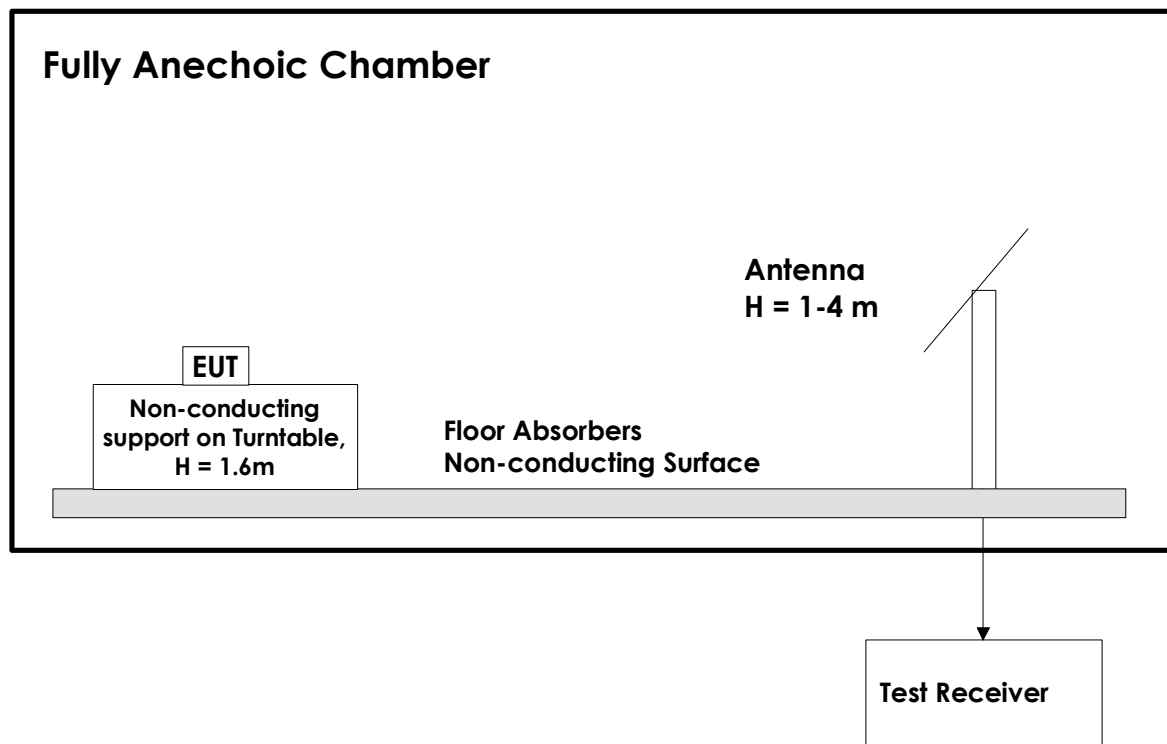 Fully Anechoic Chamber
Antenna
H = 1-4 m
EUT
Non-conducting
support on Turntable,
H = 1.6m
Floor Absorbers
Non-conducting Surface
Test Receiver